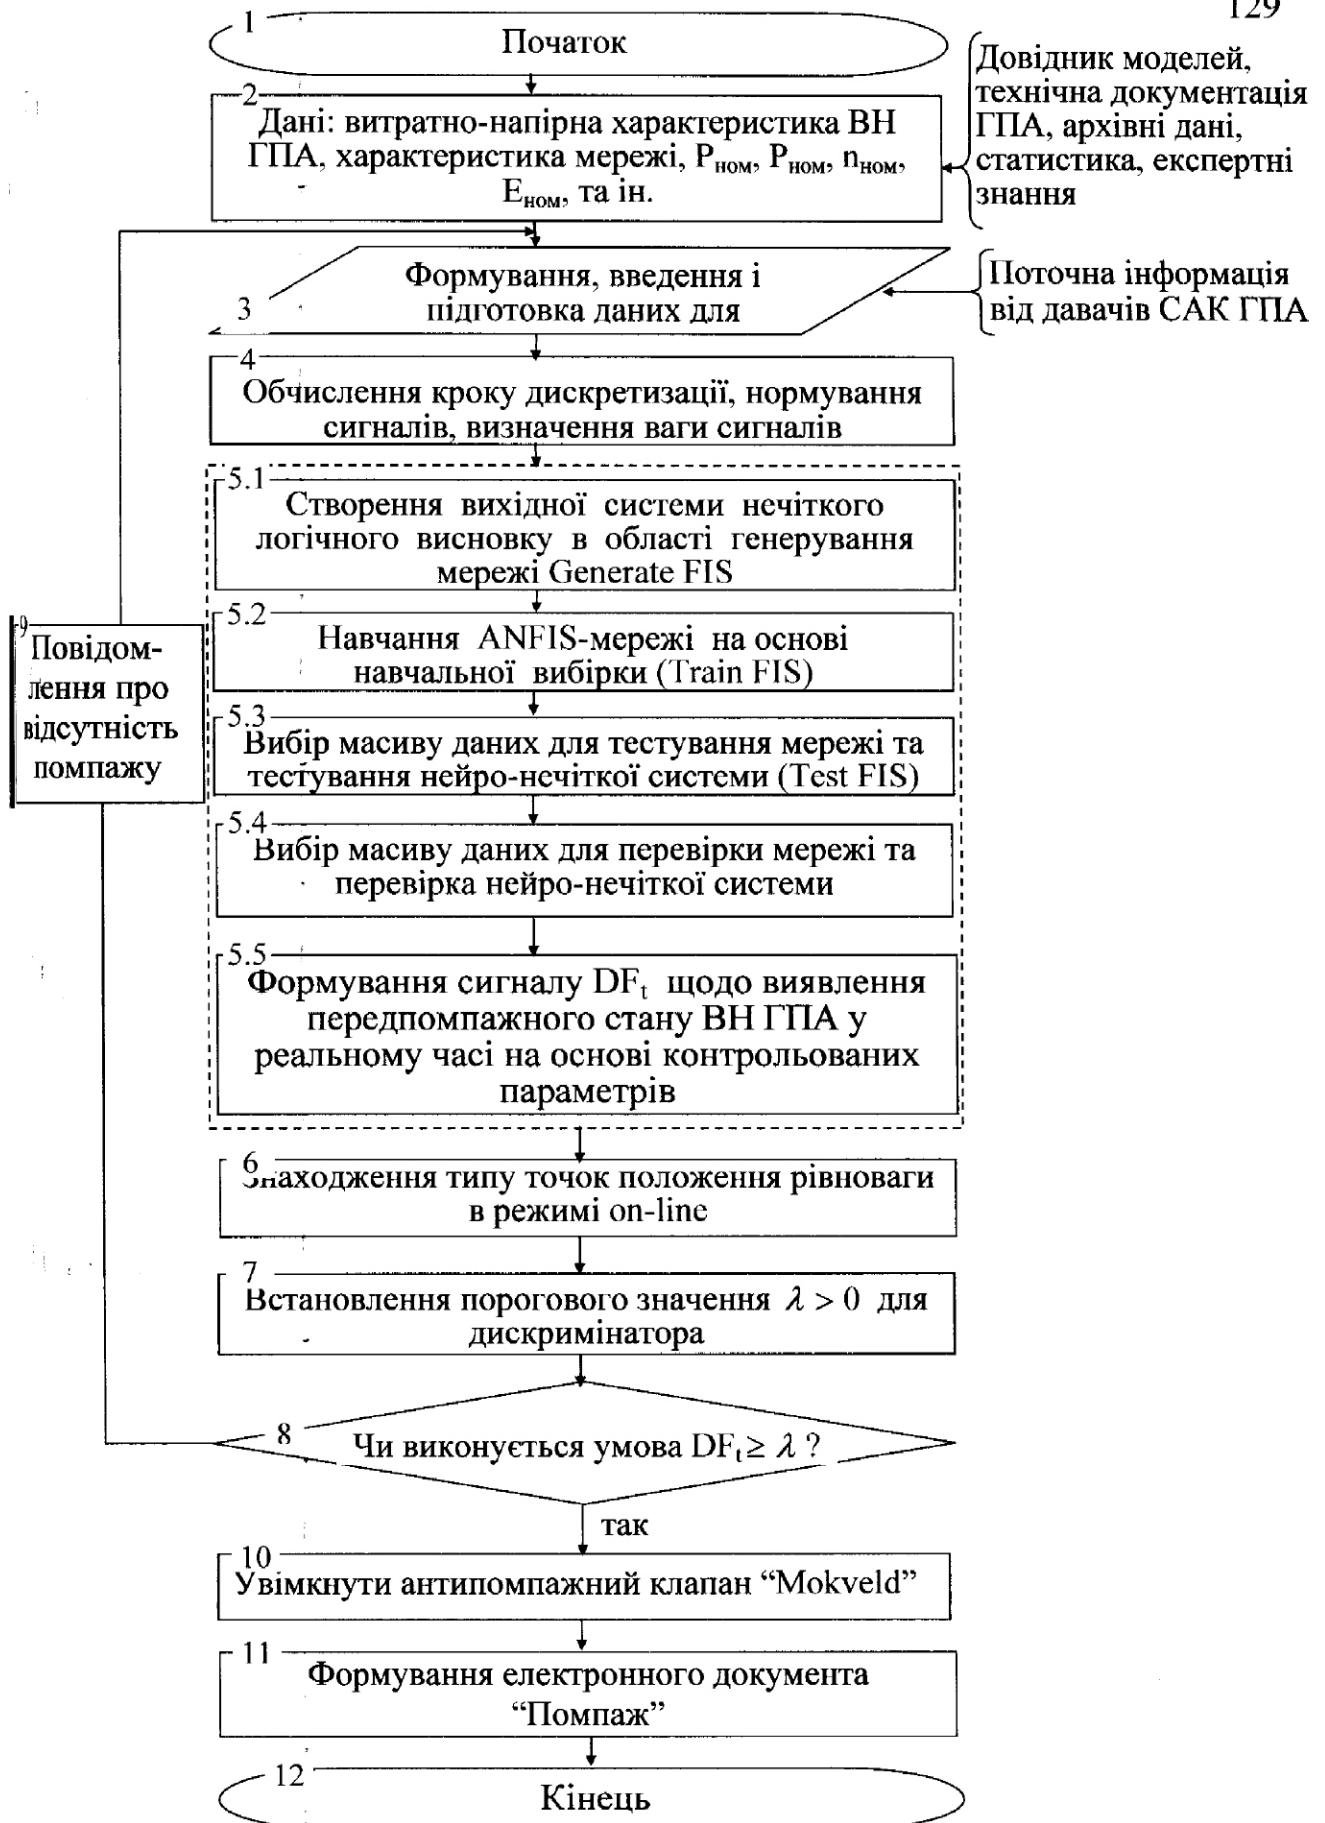 129
1
Початок
Довідник моделей,
технічна документація
ГПА, архівні дані,
статистика, експертні
знання
2
Дані: витратно-напірна характеристика ВН
ГПА, характеристика мережі, Pном, Pном, nном,
Eном, та ін.
3
Формування, введення і
підготовка даних для
Поточна інформація
від давачів САК ГПА
4
Обчислення кроку дискретизації, нормування
сигналів, визначення ваги сигналів
5.1
Створення вихідної системи нечіткого
логічного висновку в області генерування
мережі Generate FIS
5.2
Навчання ANFIS-мережі на основі
навчальної вибірки (Train FIS)
5.3
Вибір масиву даних для тестування мережі та
тестування нейро-нечіткої системи (Test FIS)
5.4
Вибір масиву даних для перевірки мережі та
перевірка нейро-нечіткої системи
5.5
Формування сигналу DFt щодо виявлення
передпомпажного стану ВН ГПА у
реальному часі на основі контрольованих
параметрів
6
Знаходження типу точок положення рівноваги
в режимі on-line
7
Встановлення порогового значення λ > 0 для
дискримінатора
8
Чи виконується умова DFt ≥ λ ?
так
9
Повідом-
лення про
відсутність
помпажу
10
Увімкнути антипомпажний клапан “Mokveld”
11
Формування електронного документа
“Помпаж”
12
Кінець